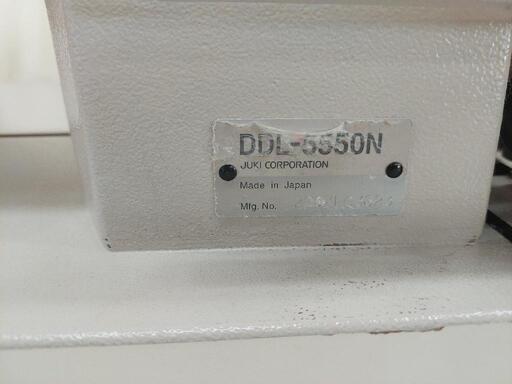 DDL-5550N
JUKI CORPORATION
Made in Japan
Mfg. No.